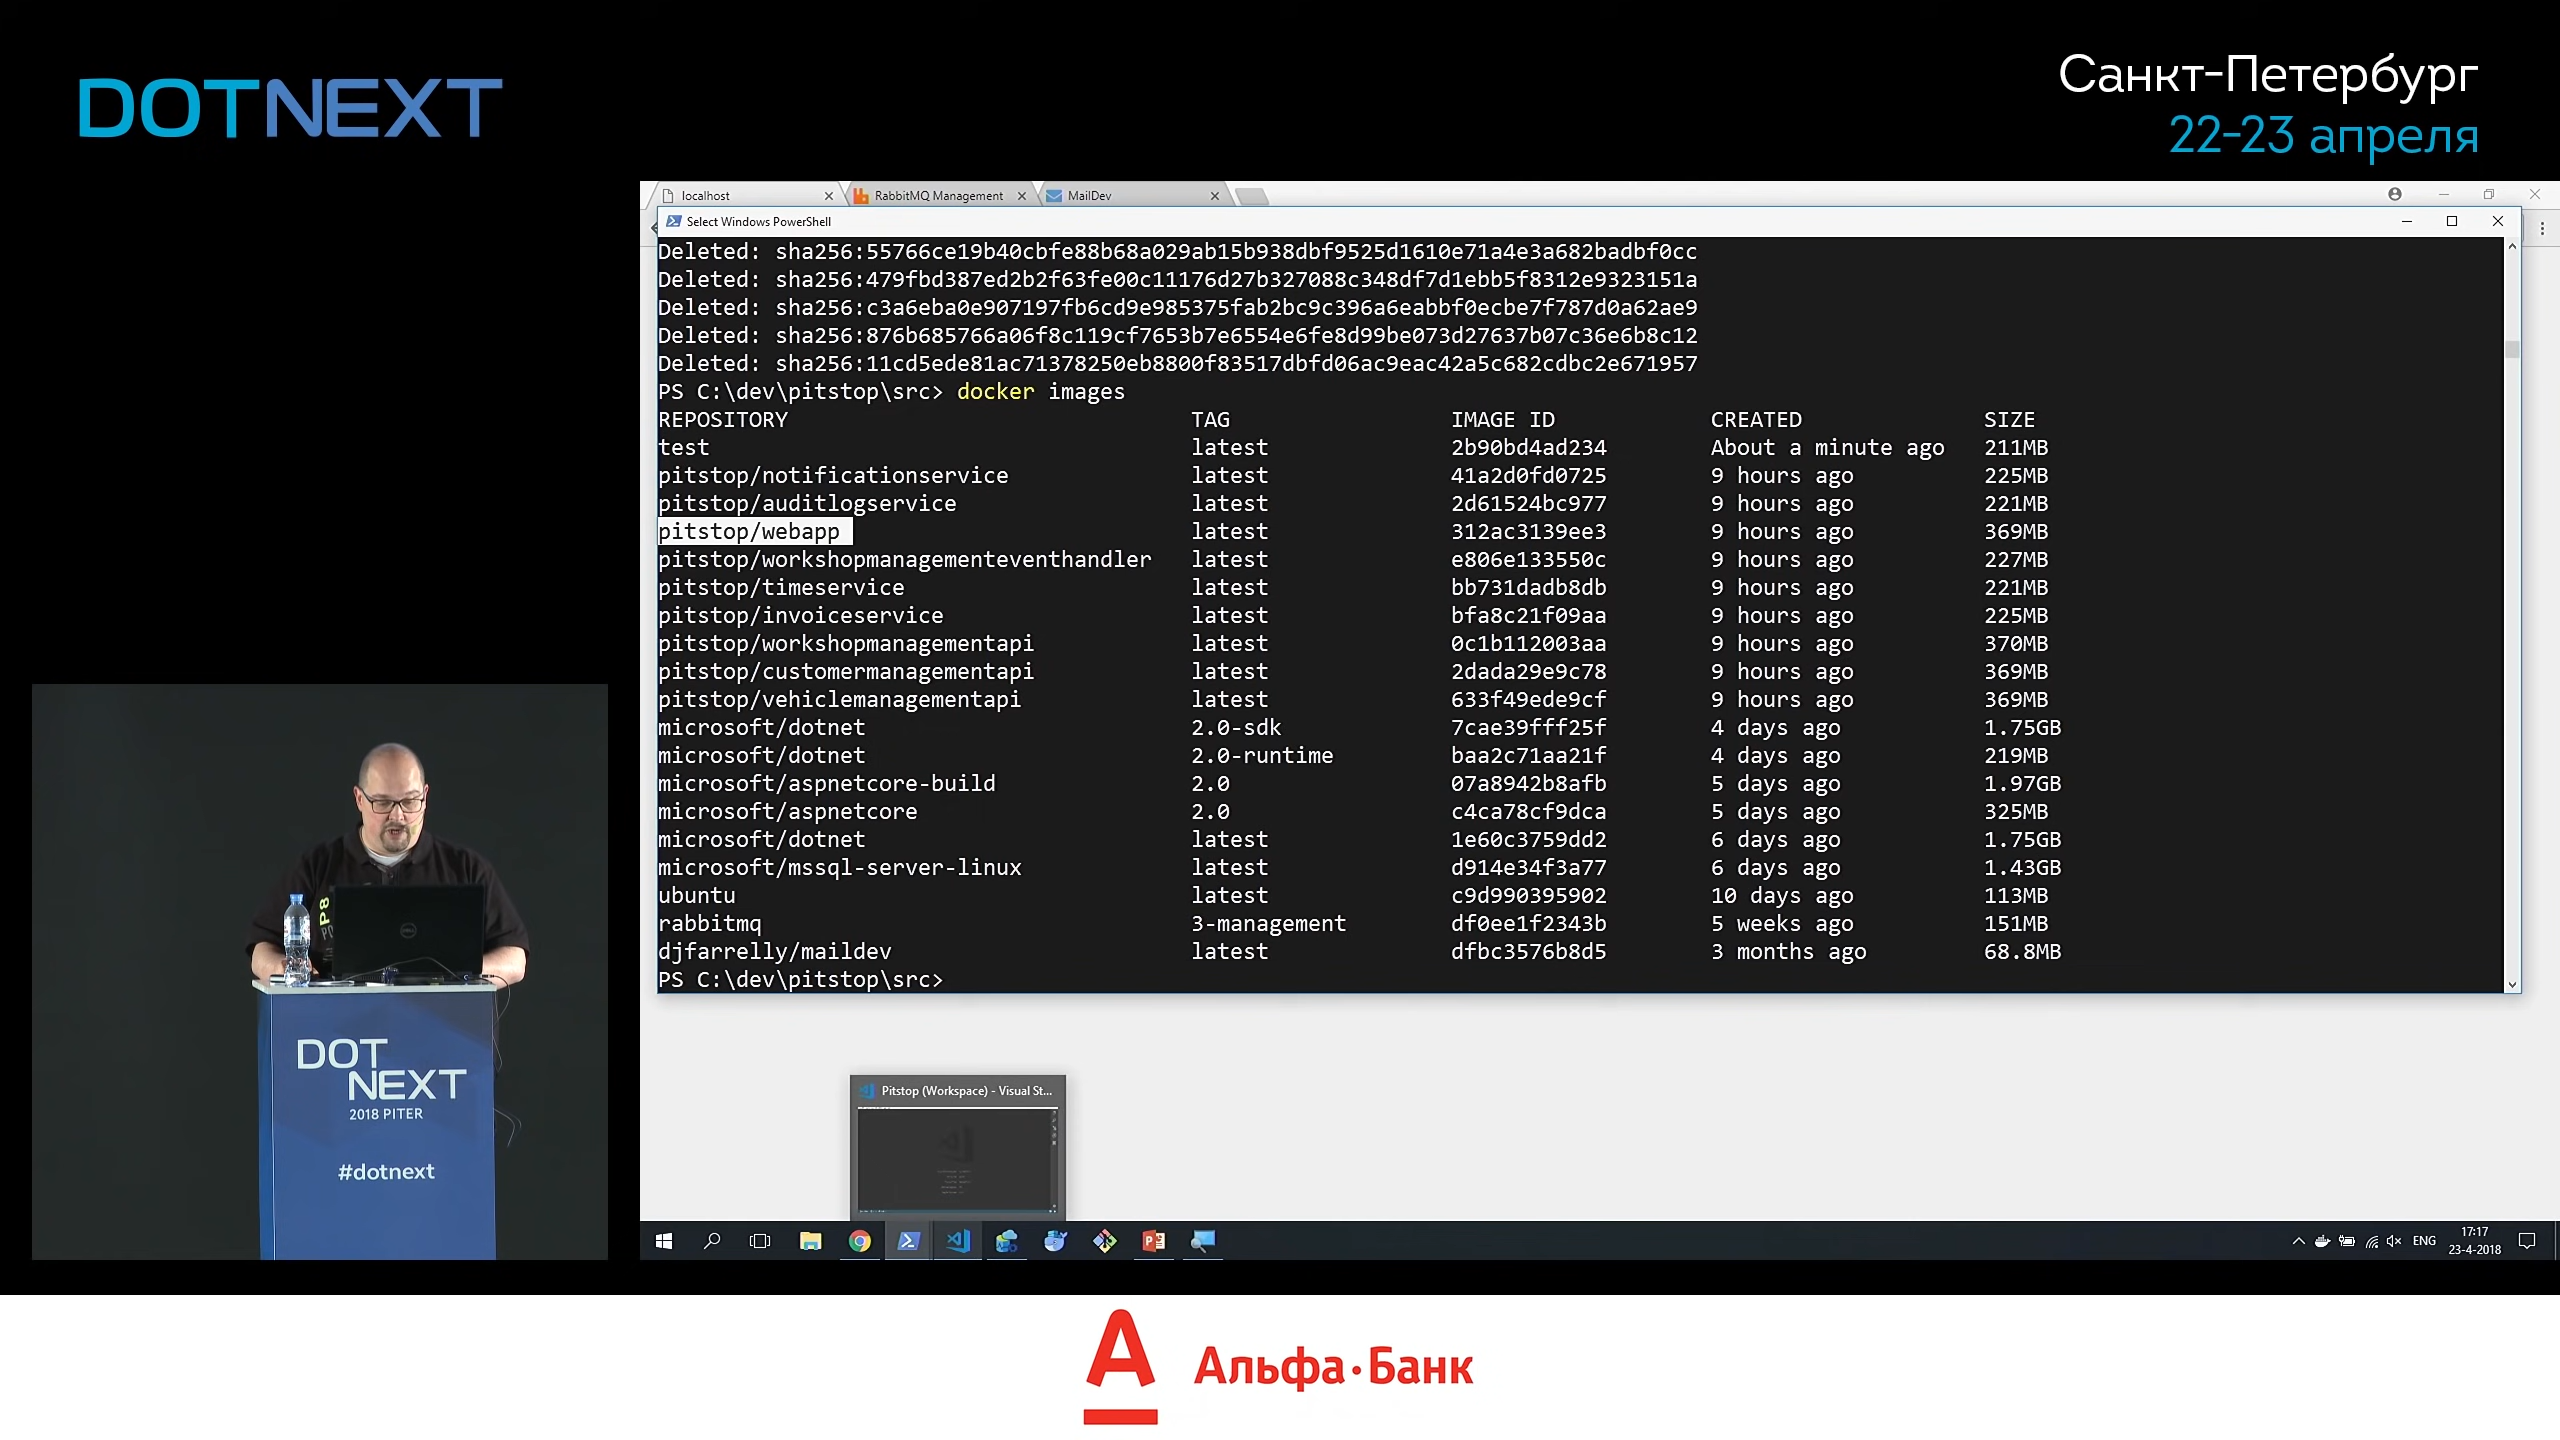 DOTNEXT
Санкт-Петербург
22-23 апреля
localhost
RabbitMQ Management
MailDev
Select Windows PowerShell
Deleted: sha256:55766ce19b40cbfe88b68a029ab15b938dbf9525d1610e71a4e3a682badbf0cc
Deleted: sha256:479fbd387ed2b2f63fe00c11176d27b327088c348df7d1ebb5f8312e9323151a
Deleted: sha256:c3a6eba0e907197fb6cd9e985375fab2bc9c396a6eabbf0ecbe7f787d0a62ae9
Deleted: sha256:876b685766a06f8c119cf7653b7e6554e6fe8d99be073d27637b07c36e6b8c12
Deleted: sha256:11cd5ede81ac71378250eb8800f83517dbfd06ac9eac42a5c682cdbc2e671957
PS C:\dev\pitstop\src> docker images
REPOSITORY TAG IMAGE ID CREATED SIZE
test latest 2b90bd4ad234 About a minute ago 211MB
pitstop/notificationservice latest 41a2d0fd0725 9 hours ago 225MB
pitstop/auditlogservice latest 2d61524bc977 9 hours ago 221MB
pitstop/webapp latest 312ac3139ee3 9 hours ago 369MB
pitstop/workshopmanagementeventhandler latest e806e133550c 9 hours ago 227MB
pitstop/timeservice latest bb731dadb8db 9 hours ago 221MB
pitstop/invoiceservice latest bfa8c21f09aa 9 hours ago 225MB
pitstop/workshopmanagementapi latest 0c1b112003aa 9 hours ago 370MB
pitstop/customermanagementapi latest 2dada29e9c78 9 hours ago 369MB
pitstop/vehiclemanagementapi latest 633f49ede9cf 9 hours ago 369MB
microsoft/dotnet 2.0-sdk 7cae39fff25f 4 days ago 1.75GB
microsoft/dotnet 2.0-runtime baa2c71aa21f 4 days ago 219MB
microsoft/aspnetcore-build 2.0 07a8942b8afb 5 days ago 1.97GB
microsoft/aspnetcore 2.0 c4ca78cf9dca 5 days ago 325MB
microsoft/dotnet latest 1e60c3759dd2 6 days ago 1.75GB
microsoft/mssql-server-linux latest d914e34f3a77 6 days ago 1.43GB
ubuntu latest c9d990395902 10 days ago 113MB
rabbitmq 3-management df0ee1f2343b 5 weeks ago 151MB
djfarrelly/maildev latest dfbc3576b8d5 3 months ago 68.8MB
PS C:\dev\pitstop\src>
Pitstop (Workspace) - Visual St...
ENG
17:17
23-4-2018
DELL
DOT
NEXT
2018 PITER
#dotnext
Альфа·Банк